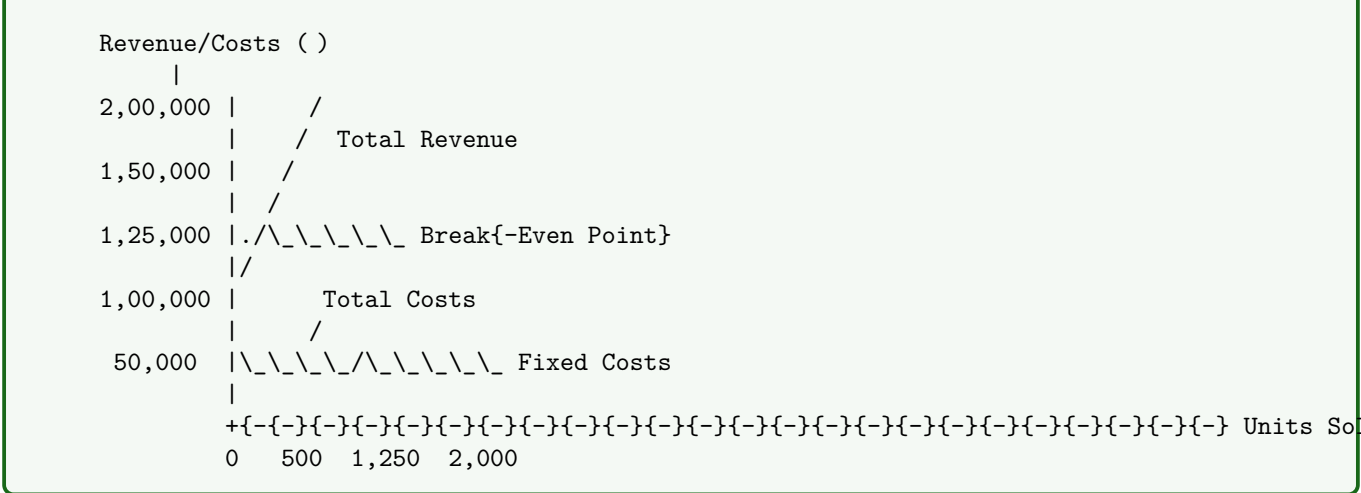 Revenue/Costs ( )
|
2,00,000 |      /
|    /  Total Revenue
1,50,000 |   /
|  /
1,25,000 |./\_\_\_\_\_ Break{-Even Point}
|/
1,00,000 |      Total Costs
|     /
50,000  |\_\_\_\_/\_\_\_\_\_ Fixed Costs
|
+{-{-}{-}{-}{-}{-}{-}{-}{-}{-}{-}{-}{-}{-}{-}{-}{-}{-}{-}{-}{-}{-}{-}{-} Units Sol
0   500  1,250  2,000